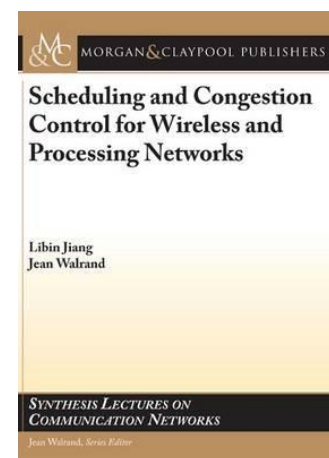 M&C MORGAN & CLAYPOOL PUBLISHERS
Scheduling and Congestion
Control for Wireless and
Processing Networks
Libin Jiang
Jean Walrand
SYNTHESIS LECTURES ON
COMMUNICATION NETWORKS
Jean Walrand, Series Editor